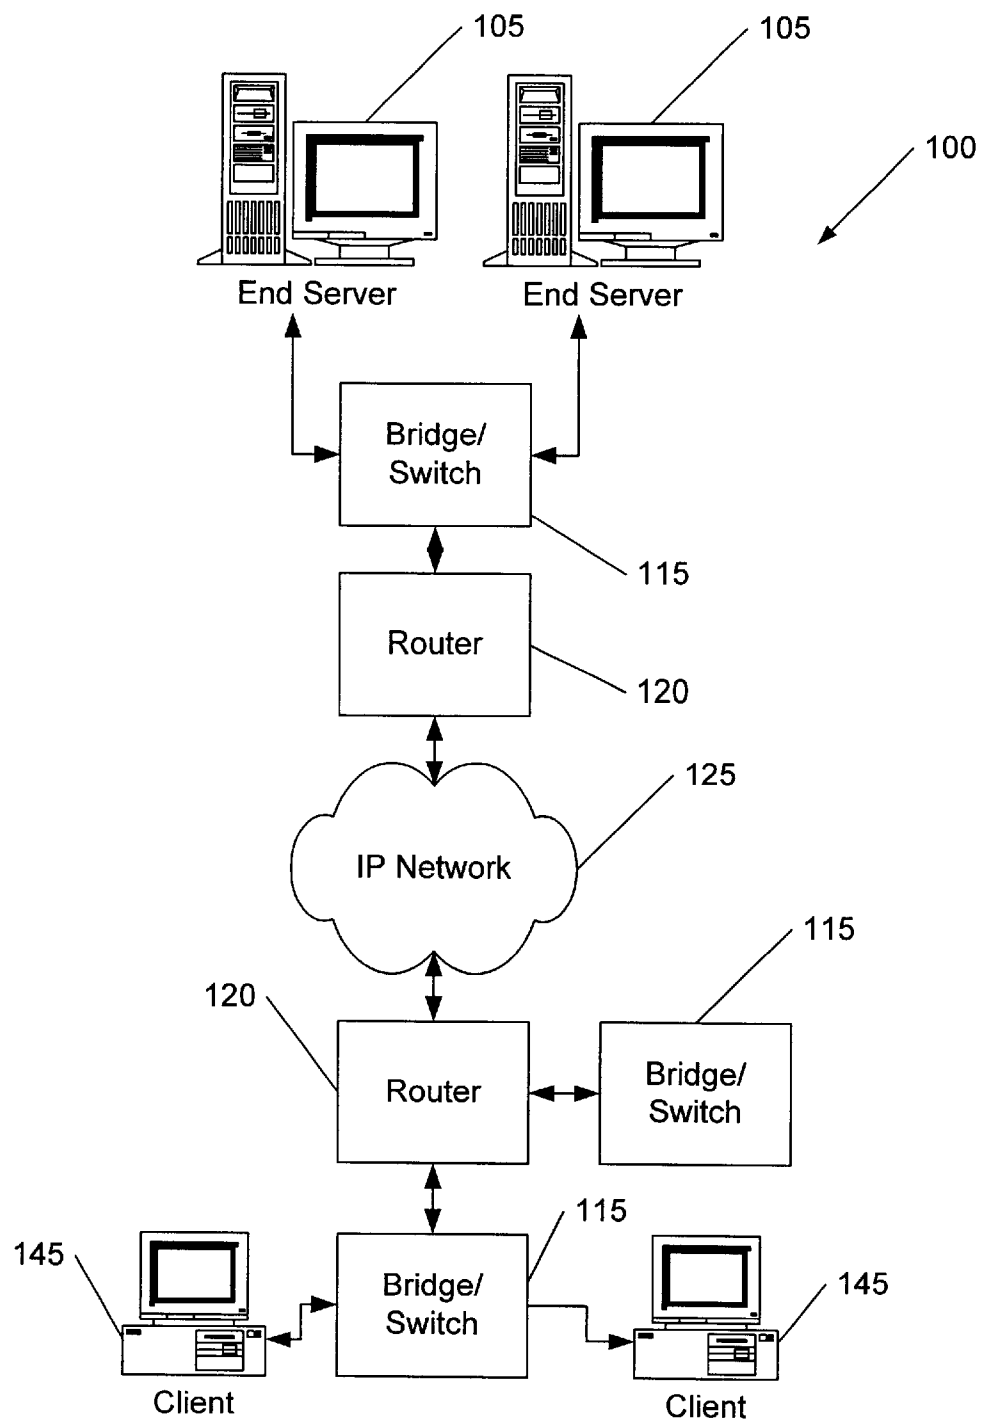 105
105
100
End Server
End Server
Bridge/
Switch
115
Router
120
IP Network
125
115
120
Router
Bridge/
Switch
115
145
Bridge/
Switch
145
Client
Client